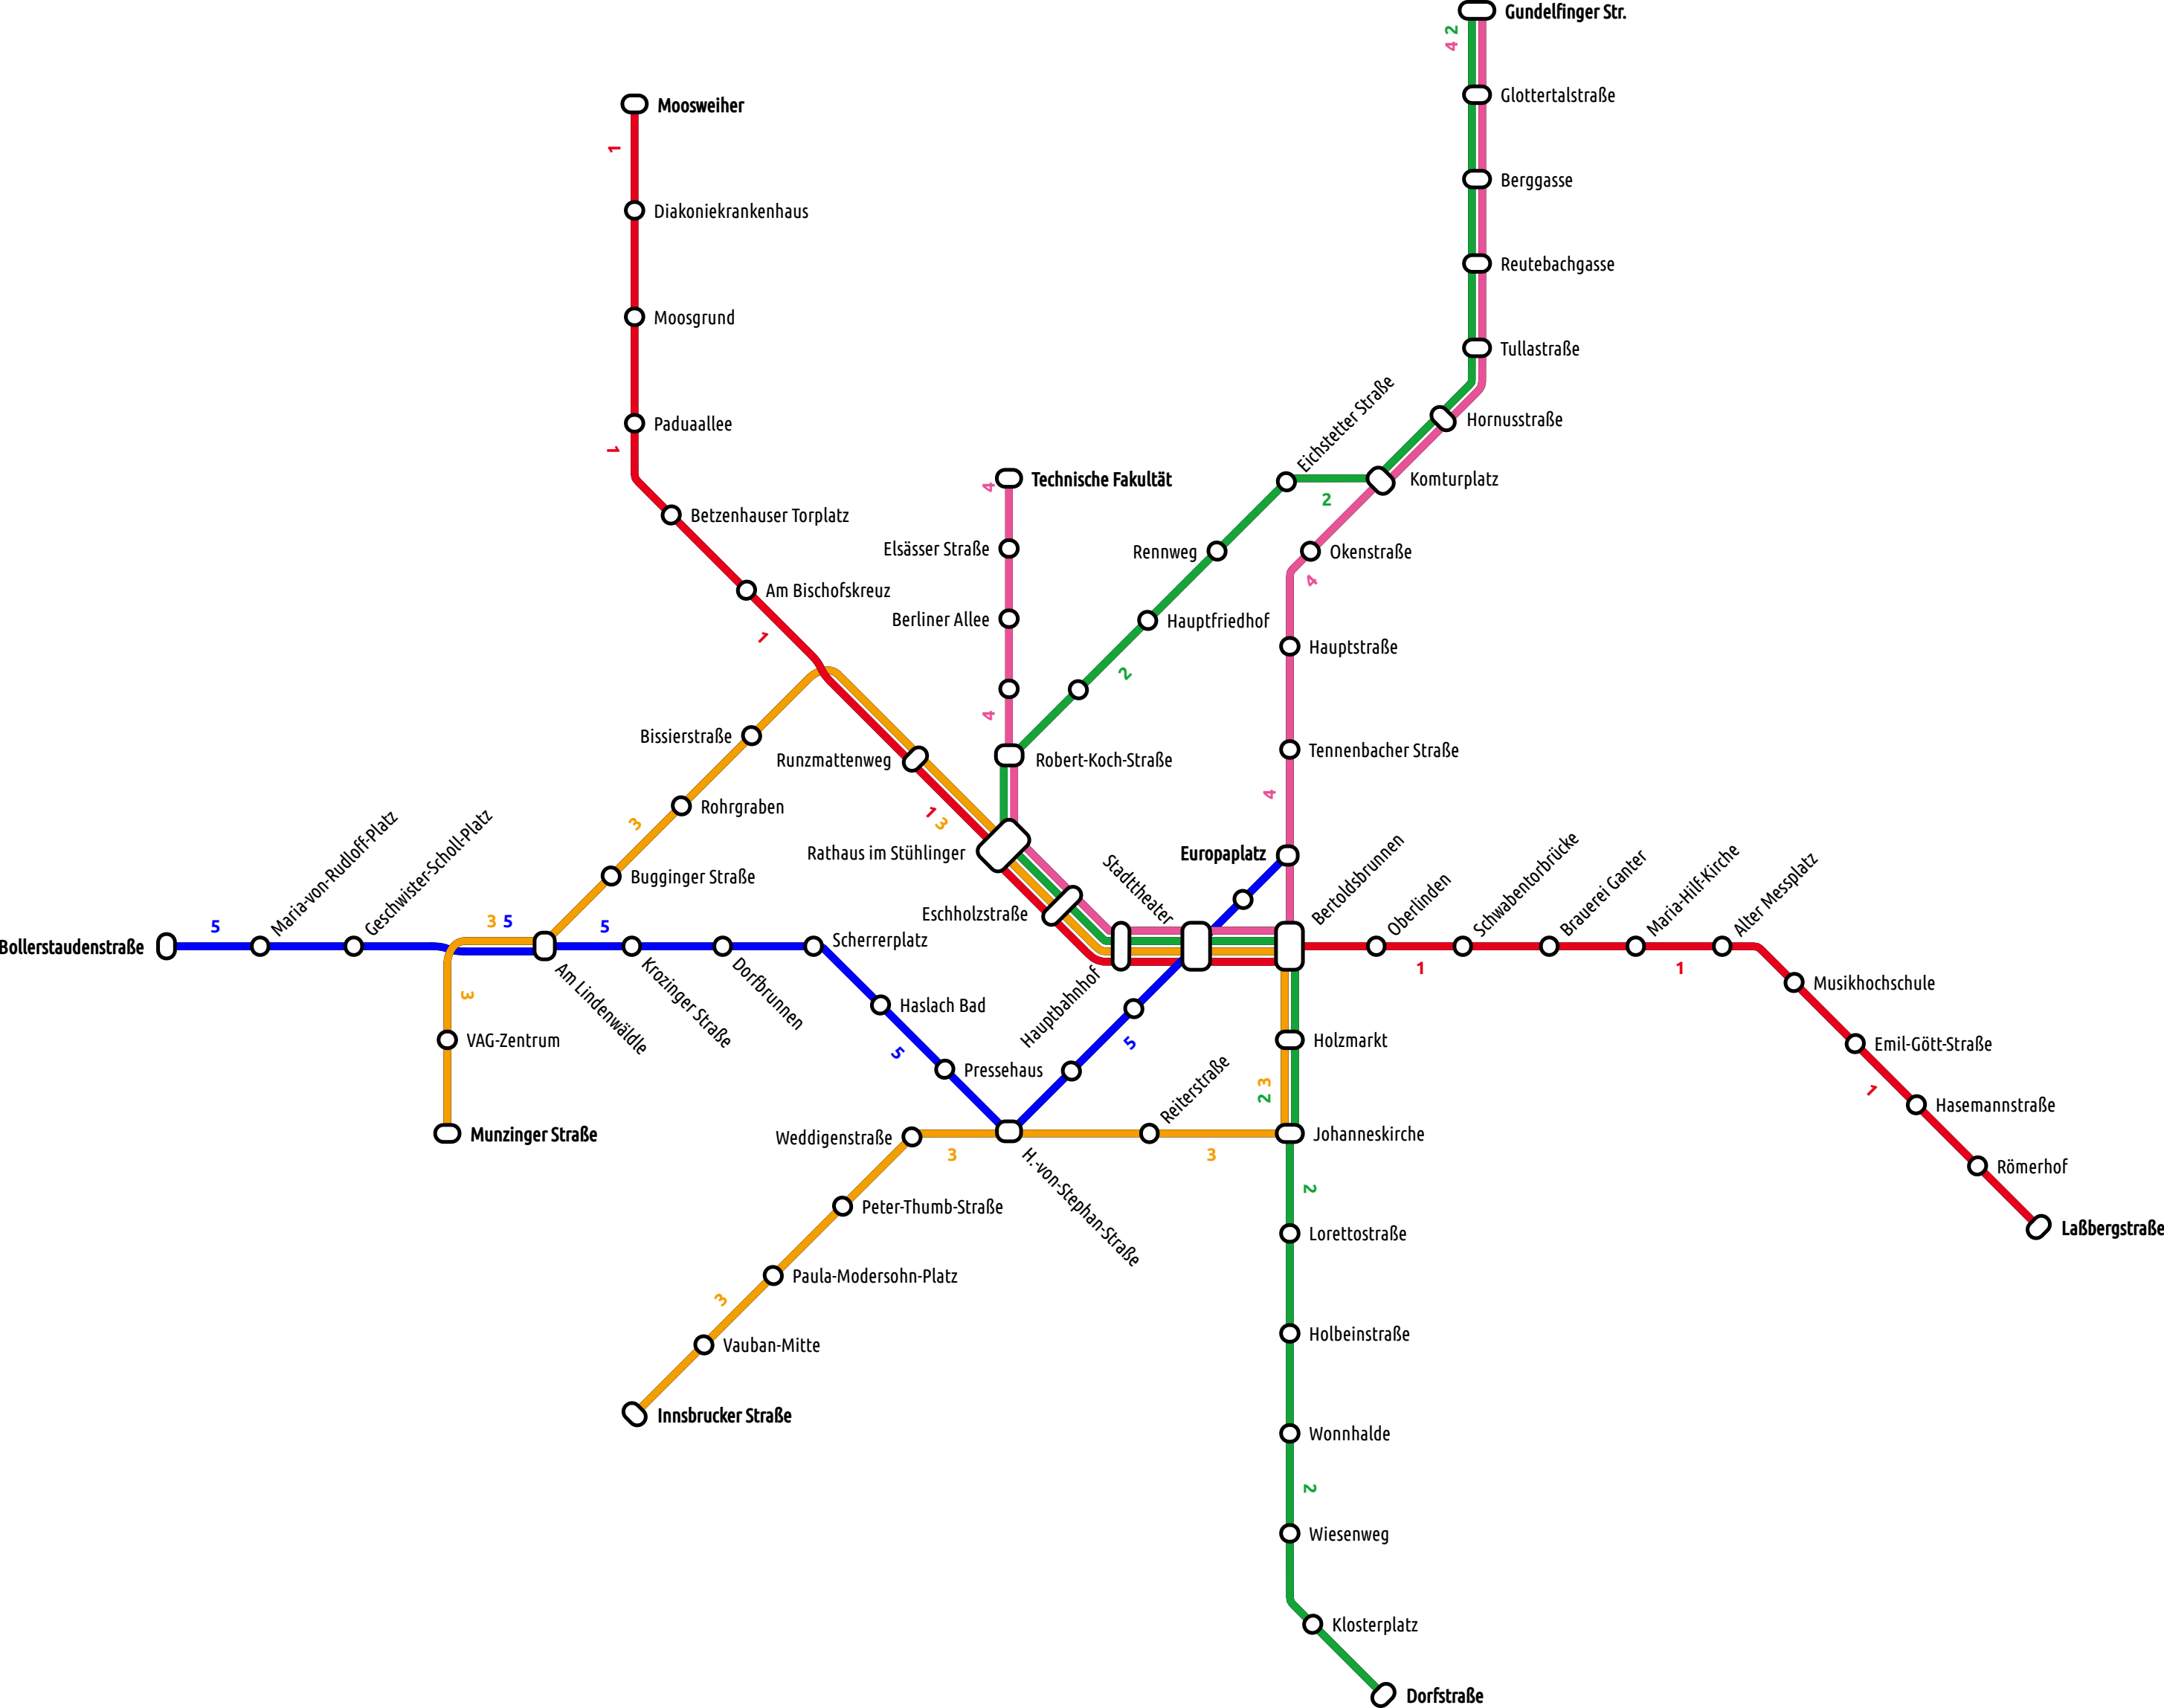 Gundelfinger Str.
4 2
Glottertalstraße
Moosweiher
1
Berggasse
Diakoniekrankenhaus
Reutebachgasse
Moosgrund
Tullastraße
Eichstetter Straße
Hornusstraße
Paduaallee
1
Technische Fakultät
4
Komturplatz
2
Betzenhauser Torplatz
Elsässer Straße
Rennweg
Okenstraße
4
Am Bischofskreuz
Berliner Allee
Hauptfriedhof
1
Hauptstraße
2
4
Bissierstraße
Runzmattenweg
Robert-Koch-Straße
Tennenbacher Straße
4
Rohrgraben
1 3
3
Rathaus im Stühlinger
Europaplatz
Bugginger Straße
Maria-von-Rudloff-Platz
Geschwister-Scholl-Platz
Stadttheater
Bertoldsbrunnen
Oberlinden
Schwabentorbrücke
Brauerei Ganter
Maria-Hilf-Kirche
Alter Messplatz
Eschholzstraße
5
3 5
5
Scherrerplatz
Bollerstaudenstraße
1
1
Am Lindenwäldle
Krozinger Straße
Dorfbrunnen
Hauptbahnhof
Musikhochschule
3
Haslach Bad
VAG-Zentrum
5
5
Holzmarkt
Emil-Gött-Straße
Pressehaus
Reiterstraße
2 3
1
Hasemannstraße
Munzinger Straße
Weddigenstraße
3
H.-von-Stephan-Straße
3
Johanneskirche
Römerhof
2
Peter-Thumb-Straße
Lorettostraße
Laßbergstraße
Paula-Modersohn-Platz
3
Holbeinstraße
Vauban-Mitte
Innsbrucker Straße
Wonnhalde
2
Wiesenweg
Klosterplatz
Dorfstraße